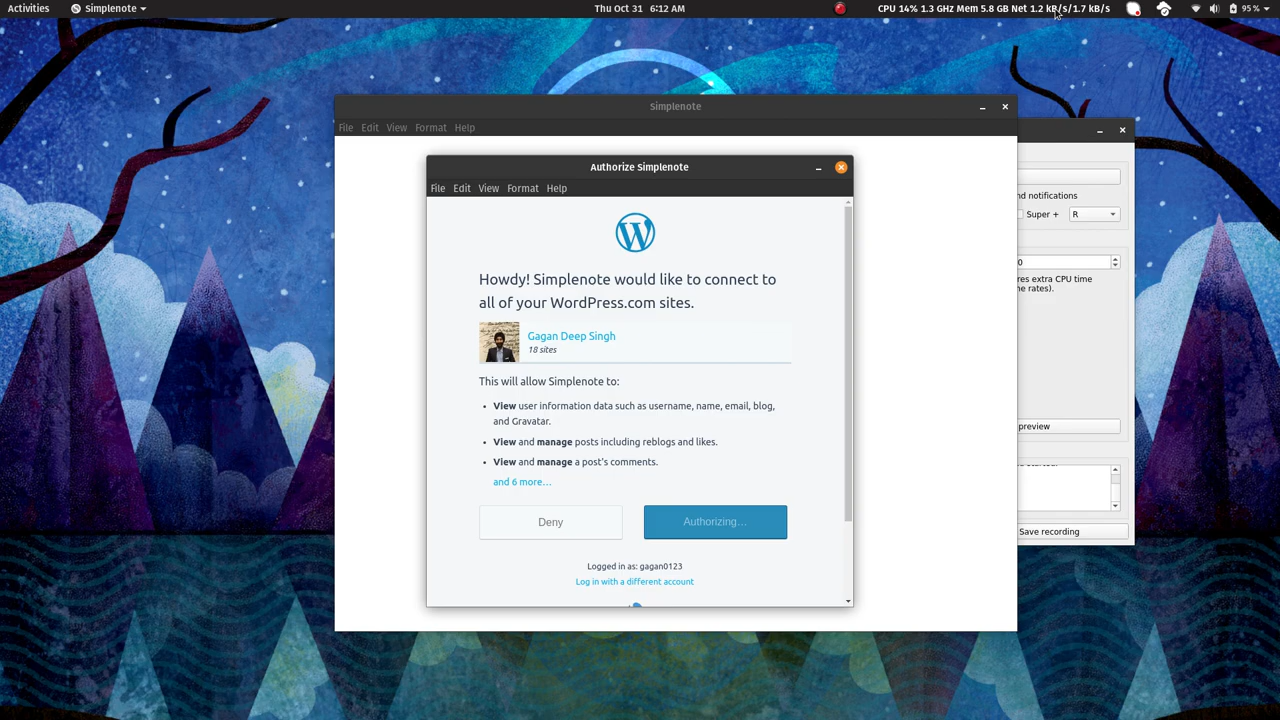 Activities
Simplenote
Thu Oct 31 6:12 AM
CPU 14% 1.3 GHz Mem 5.8 GB Net 1.2 kB/s/1.7 kB/s
95 %
Simplenote
File Edit View Format Help
Authorize Simplenote
File Edit View Format Help
Howdy! Simplenote would like to connect to
all of your WordPress.com sites.
Gagan Deep Singh
18 sites
This will allow Simplenote to:
• View user information data such as username, name, email, blog,
and Gravatar.
• View and manage posts including reblogs and likes.
• View and manage a post's comments.
and 6 more…
Deny
Authorizing…
Logged in as: gagan0123
Log in with a different account
nd notifications
Super +
R
0
res extra CPU time
ne rates).
preview
Save recording